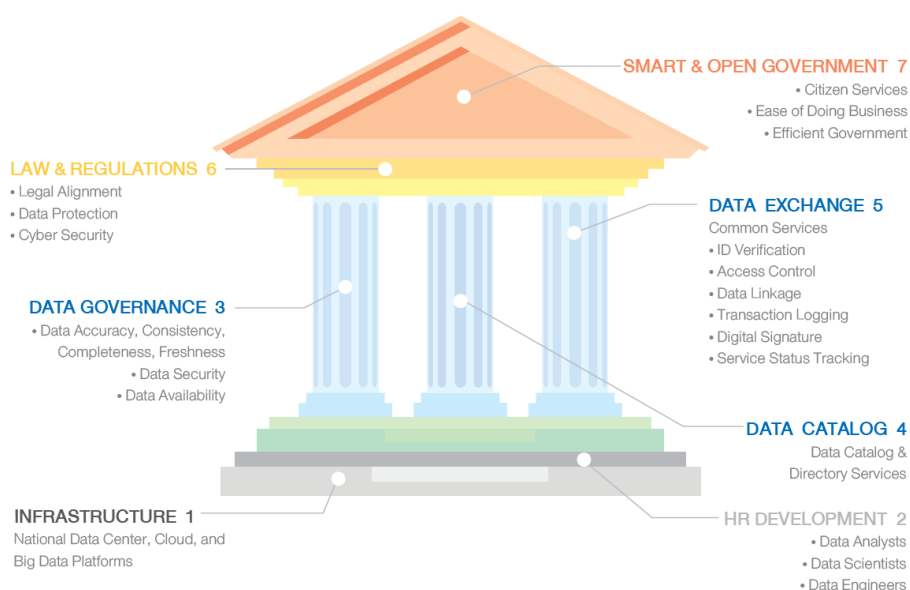 SMART & OPEN GOVERNMENT 7
• Citizen Services
• Ease of Doing Business
• Efficient Government
LAW & REGULATIONS 6
• Legal Alignment
• Data Protection
• Cyber Security
DATA EXCHANGE 5
Common Services
• ID Verification
• Access Control
• Data Linkage
• Transaction Logging
• Digital Signature
• Service Status Tracking
DATA GOVERNANCE 3
• Data Accuracy, Consistency,
Completeness, Freshness
• Data Security
• Data Availability
DATA CATALOG 4
Data Catalog &
Directory Services
INFRASTRUCTURE 1
National Data Center, Cloud, and
Big Data Platforms
HR DEVELOPMENT 2
• Data Analysts
• Data Scientists
• Data Engineers